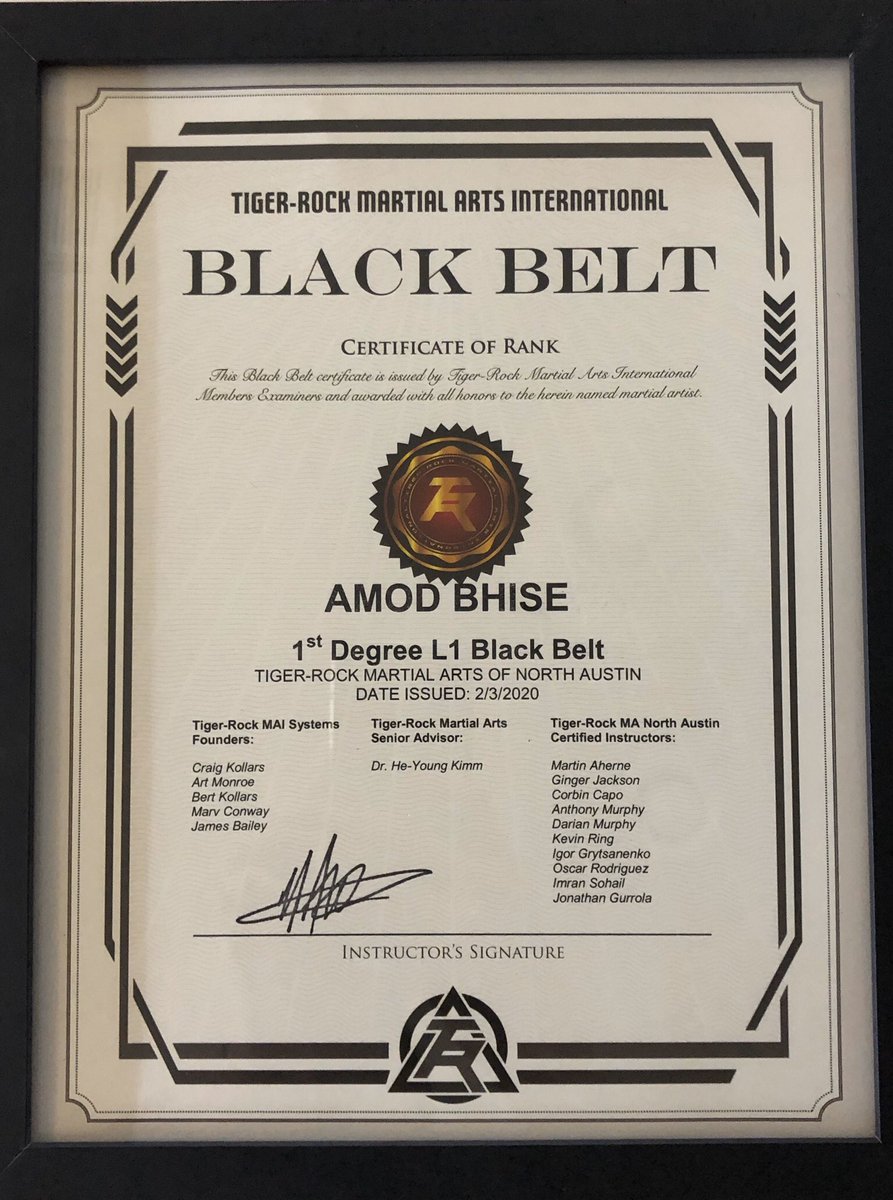 TIGER-ROCK MARTIAL ARTS INTERNATIONAL
BLACK BELT
CERTIFICATE OF RANK
This Black Belt certificate is issued by Tiger-Rock Martial Arts International
Members Examiners and awarded with all honors to the herein named martial artist.
TR
AMOD BHISE
1st Degree L1 Black Belt
TIGER-ROCK MARTIAL ARTS OF NORTH AUSTIN
DATE ISSUED: 2/3/2020
Tiger-Rock MAI Systems
Founders:
Craig Kollars
Art Monroe
Bert Kollars
Marv Conway
James Bailey
Tiger-Rock Martial Arts
Senior Advisor:
Dr. He-Young Kimm
Tiger-Rock MA North Austin
Certified Instructors:
Martin Aherne
Ginger Jackson
Corbin Capo
Anthony Murphy
Darian Murphy
Kevin Ring
Igor Grytsanenko
Oscar Rodriguez
Imran Sohail
Jonathan Gurrola
INSTRUCTOR'S SIGNATURE
TR